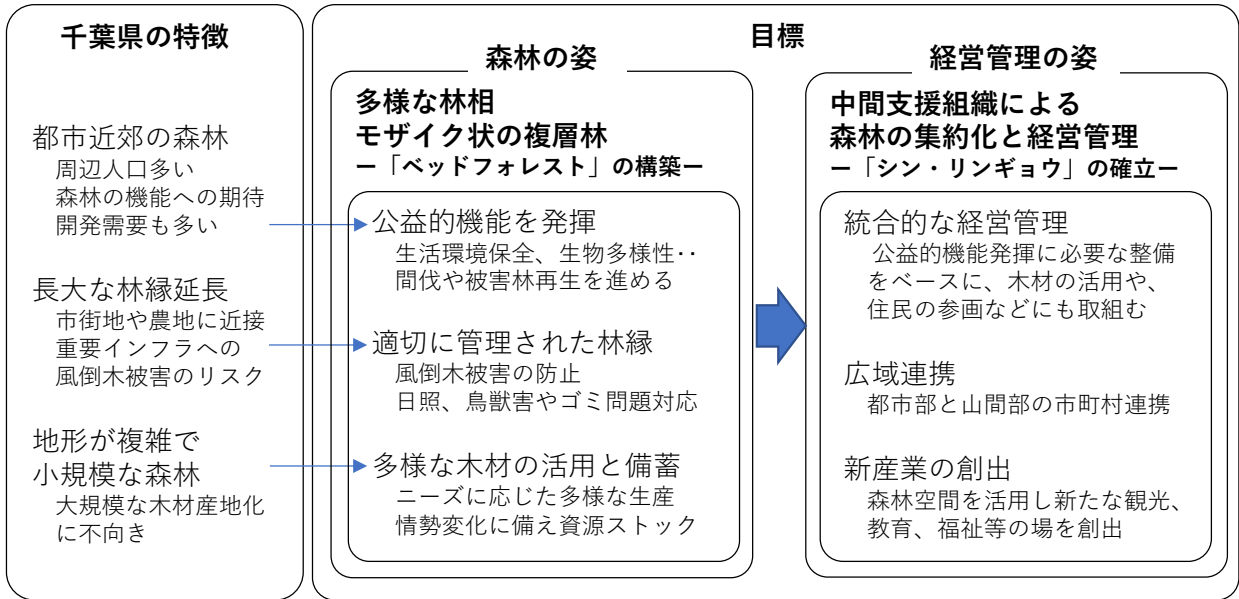 千葉県の特徴
都市近郊の森林
周辺人口多い
森林の機能への期待
開発需要も多い
長大な林縁延長
市街地や農地に近接
重要インフラへの
風倒木被害のリスク
地形が複雑で
小規模な森林
大規模な木材産地化
に不向き
目標
森林の姿
多様な林相
モザイク状の複層林
ー「ベッドフォレスト」の構築ー
公益的機能を発揮
生活環境保全、生物多様性‥
間伐や被害林再生を進める
適切に管理された林縁
風倒木被害の防止
日照、鳥獣害やゴミ問題対応
多様な木材の活用と備蓄
ニーズに応じた多様な生産
情勢変化に備え資源ストック
経営管理の姿
中間支援組織による
森林の集約化と経営管理
ー「シン・リンギョウ」の確立ー
統合的な経営管理
公益的機能発揮に必要な整備
をベースに、木材の活用や、
住民の参画などにも取組む
広域連携
都市部と山間部の市町村連携
新産業の創出
森林空間を活用し新たな観光、
教育、福祉等の場を創出